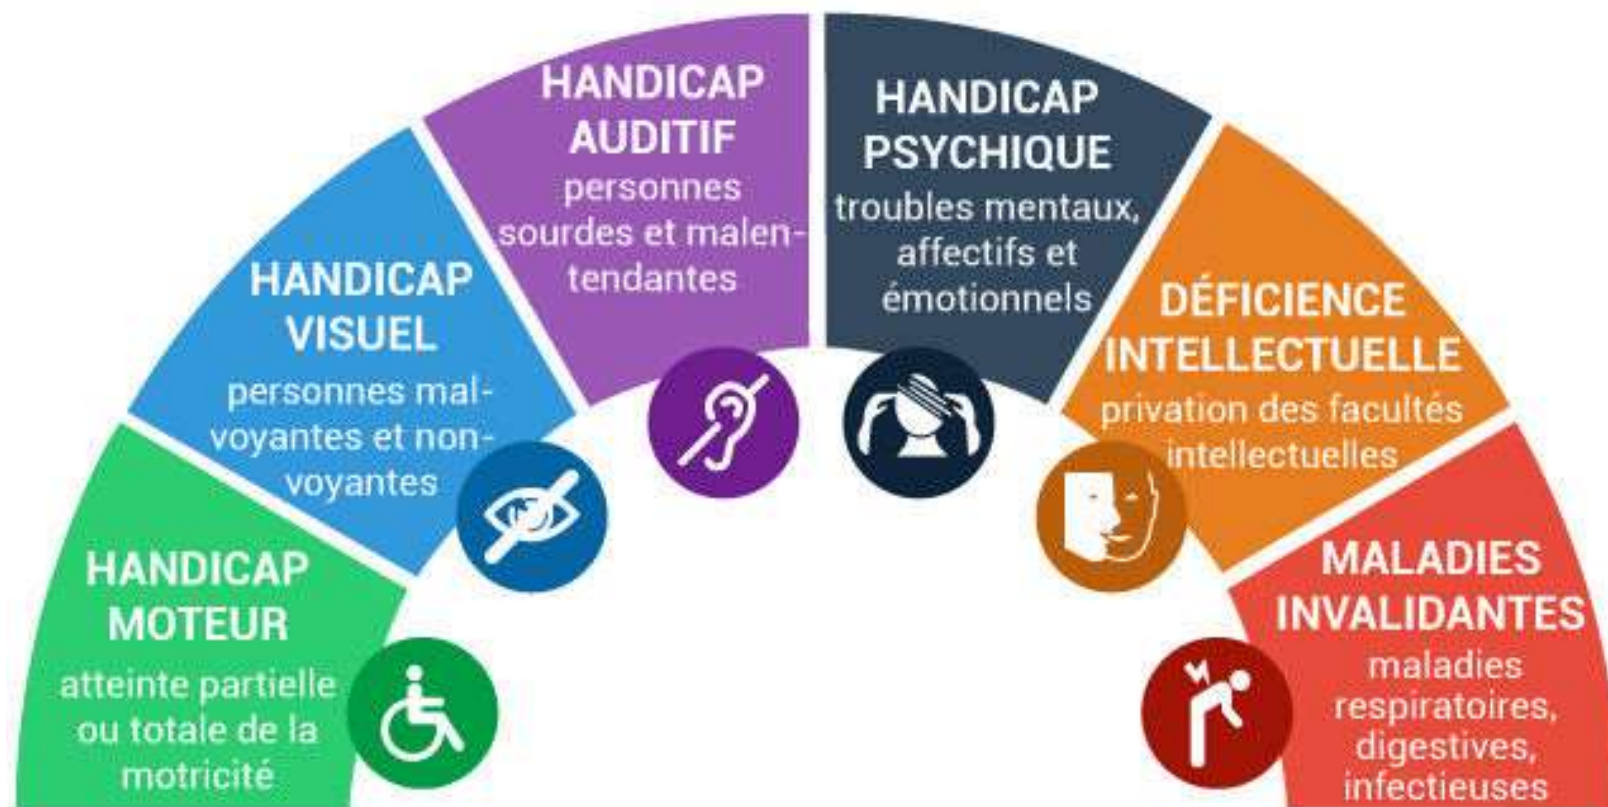 HANDICAP
MOTEUR
atteinte partielle
ou totale de la
motricité
HANDICAP
VISUEL
personnes mal-
voyantes et non-
voyantes
HANDICAP
AUDITIF
personnes
sourdes et malen-
tendantes
HANDICAP
PSYCHIQUE
troubles mentaux,
affectifs et
émotionnels
DÉFICIENCE
INTELLECTUELLE
privation des facultés
intellectuelles
MALADIES
INVALIDANTES
maladies
respiratoires,
digestives,
infectieuses